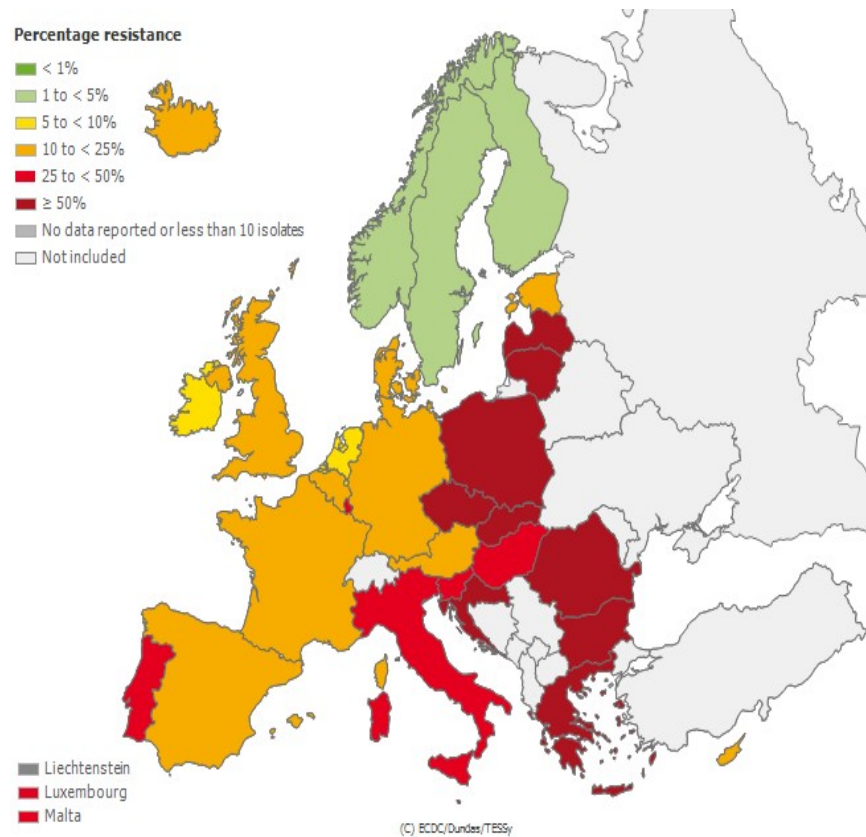 Percentage resistance
< 1%
1 to < 5%
5 to < 10%
10 to < 25%
25 to < 50%
≥ 50%
No data reported or less than 10 isolates
Not included
Liechtenstein
Luxembourg
Malta
(C) ECDC/Dundas/TESSy